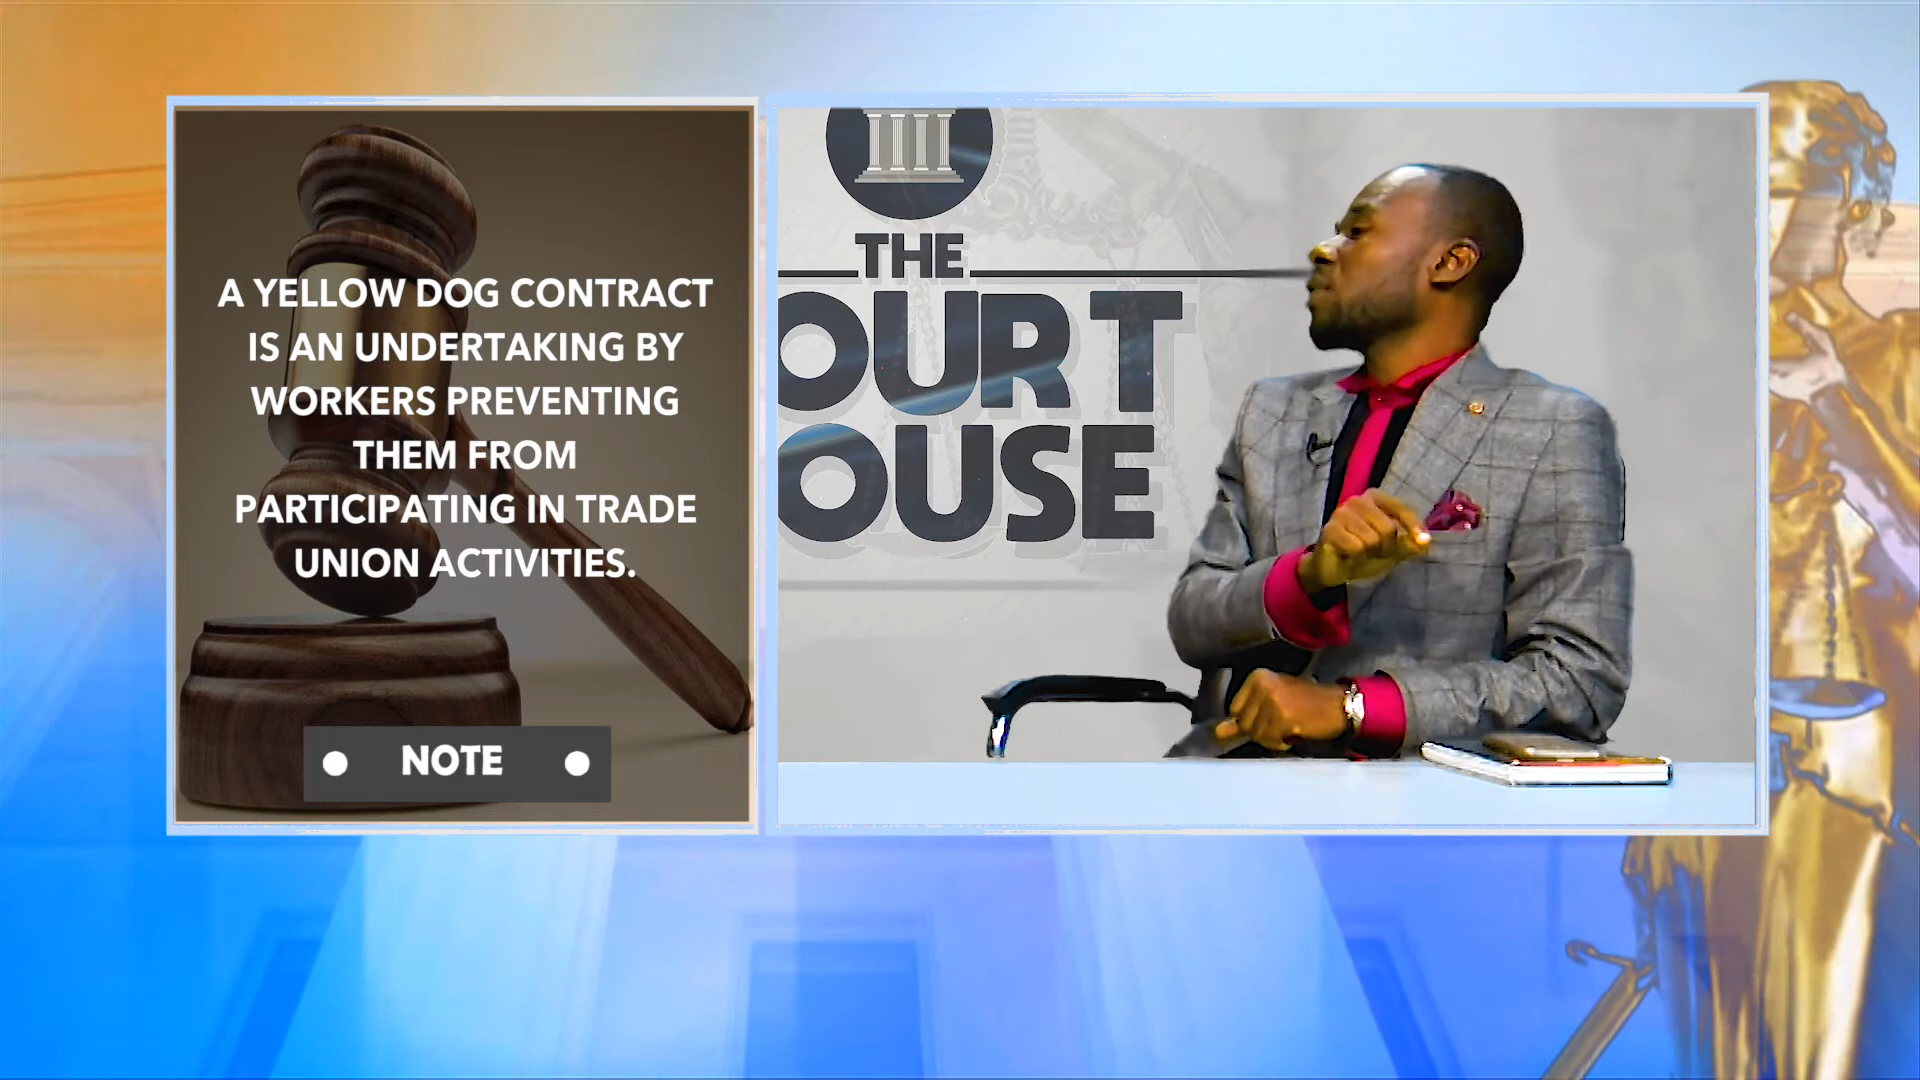 A YELLOW DOG CONTRACT
IS AN UNDERTAKING BY
WORKERS PREVENTING
THEM FROM
PARTICIPATING IN TRADE
UNION ACTIVITIES.
NOTE
THE
OURT
OUSE